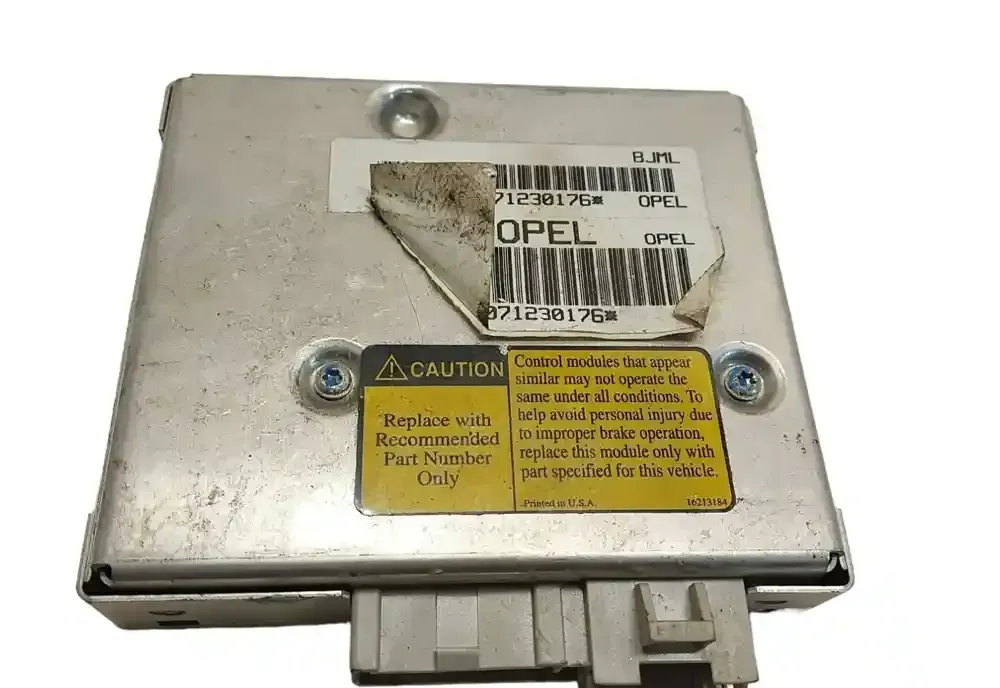 BJML
71230176* OPEL
OPEL OPEL
071230176*
CAUTION
Replace with
Recommended
Part Number
Only
Control modules that appear
similar may not operate the
same under all conditions. To
help avoid personal injury due
to improper brake operation,
replace this module only with
part specified for this vehicle.
Printed in U.S.A. 16213184